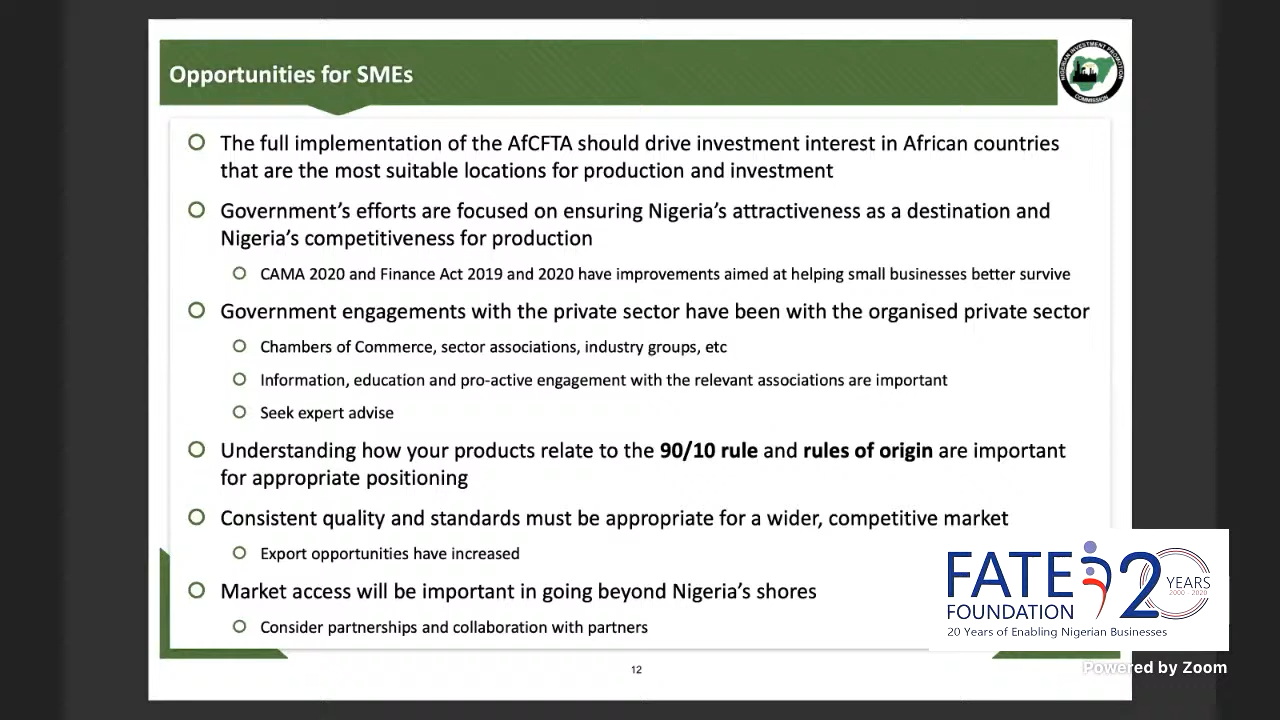 Opportunities for SMEs
NIGERIAN INVESTMENT PROMOTION
COMMISSION
The full implementation of the AfCFTA should drive investment interest in African countries
that are the most suitable locations for production and investment
Government’s efforts are focused on ensuring Nigeria’s attractiveness as a destination and
Nigeria’s competitiveness for production
CAMA 2020 and Finance Act 2019 and 2020 have improvements aimed at helping small businesses better survive
Government engagements with the private sector have been with the organised private sector
Chambers of Commerce, sector associations, industry groups, etc
Information, education and pro-active engagement with the relevant associations are important
Seek expert advise
Understanding how your products relate to the 90/10 rule and rules of origin are important
for appropriate positioning
Consistent quality and standards must be appropriate for a wider, competitive market
Export opportunities have increased
Market access will be important in going beyond Nigeria’s shores
Consider partnerships and collaboration with partners
FATE
FOUNDATION
20 YEARS
2000 - 2020
20 Years of Enabling Nigerian Businesses
Powered by Zoom
12